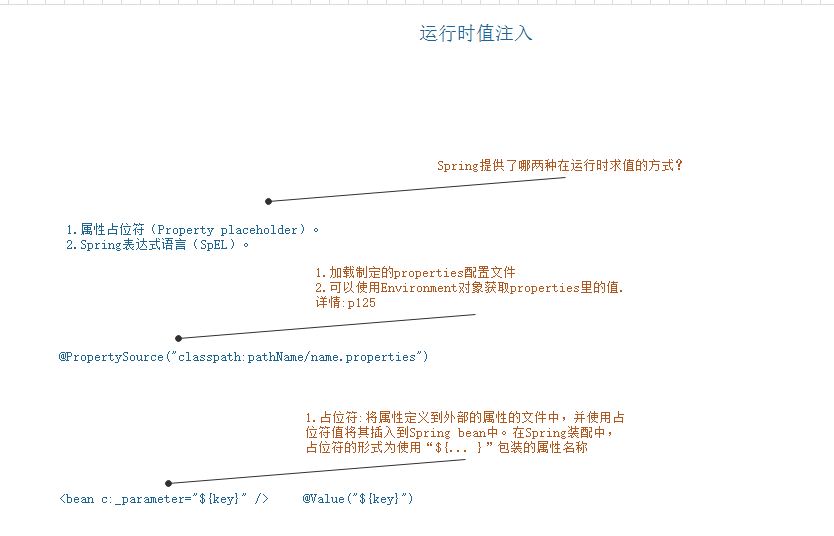 运行时值注入
Spring提供了哪两种在运行时求值的方式?
1.属性占位符（Property placeholder）。
2.Spring表达式语言（SpEL）。
1.加载制定的properties配置文件
2.可以使用Environment对象获取properties里的值.
详情:p125
@PropertySource("classpath:pathName/name.properties")
1.占位符:将属性定义到外部的属性的文件中，并使用占
位符值将其插入到Spring bean中。在Spring装配中，
占位符的形式为使用“${... }”包装的属性名称
<bean c:_parameter="${key}" /> @Value("${key}")